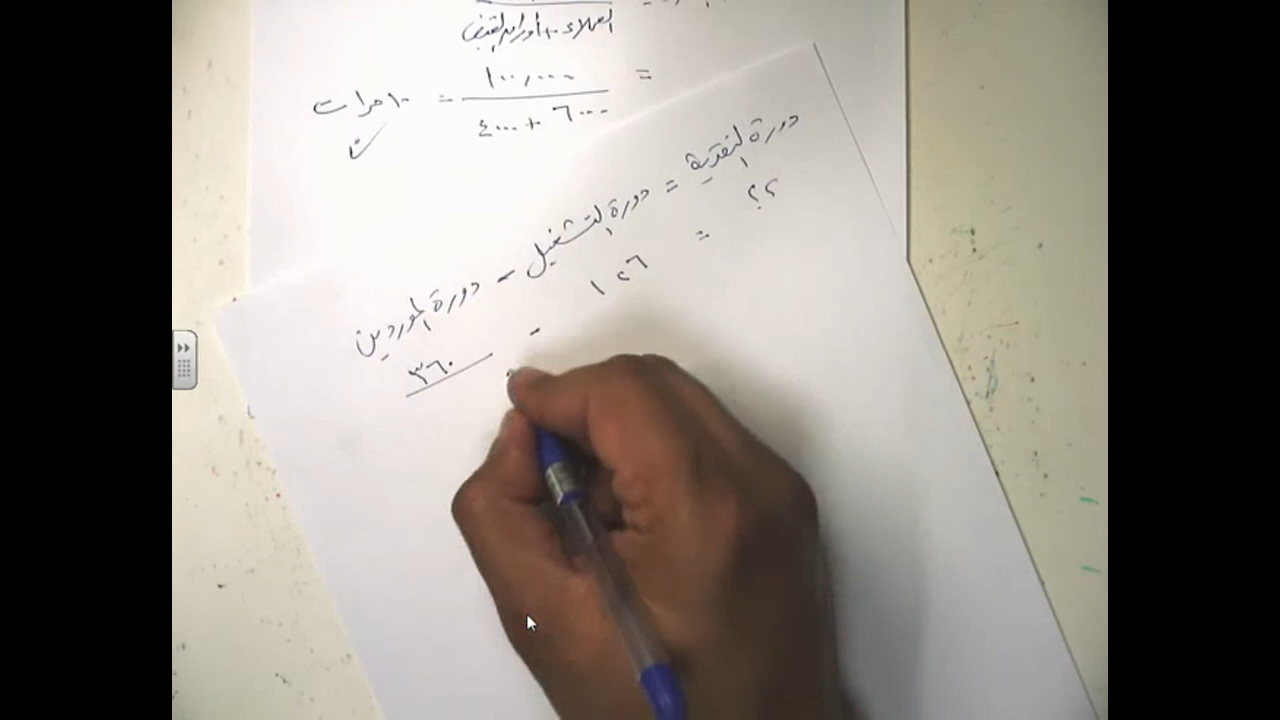 العملاء + أوراق القبض
= ١٠٠,٠٠٠ / ٤٠٠٠ + ٦٠٠٠ = ١٠ مرات
دورة النقدية = دورة التشغيل - دورة الموردين
؟؟ = ١٢٦ - ٣٦٠